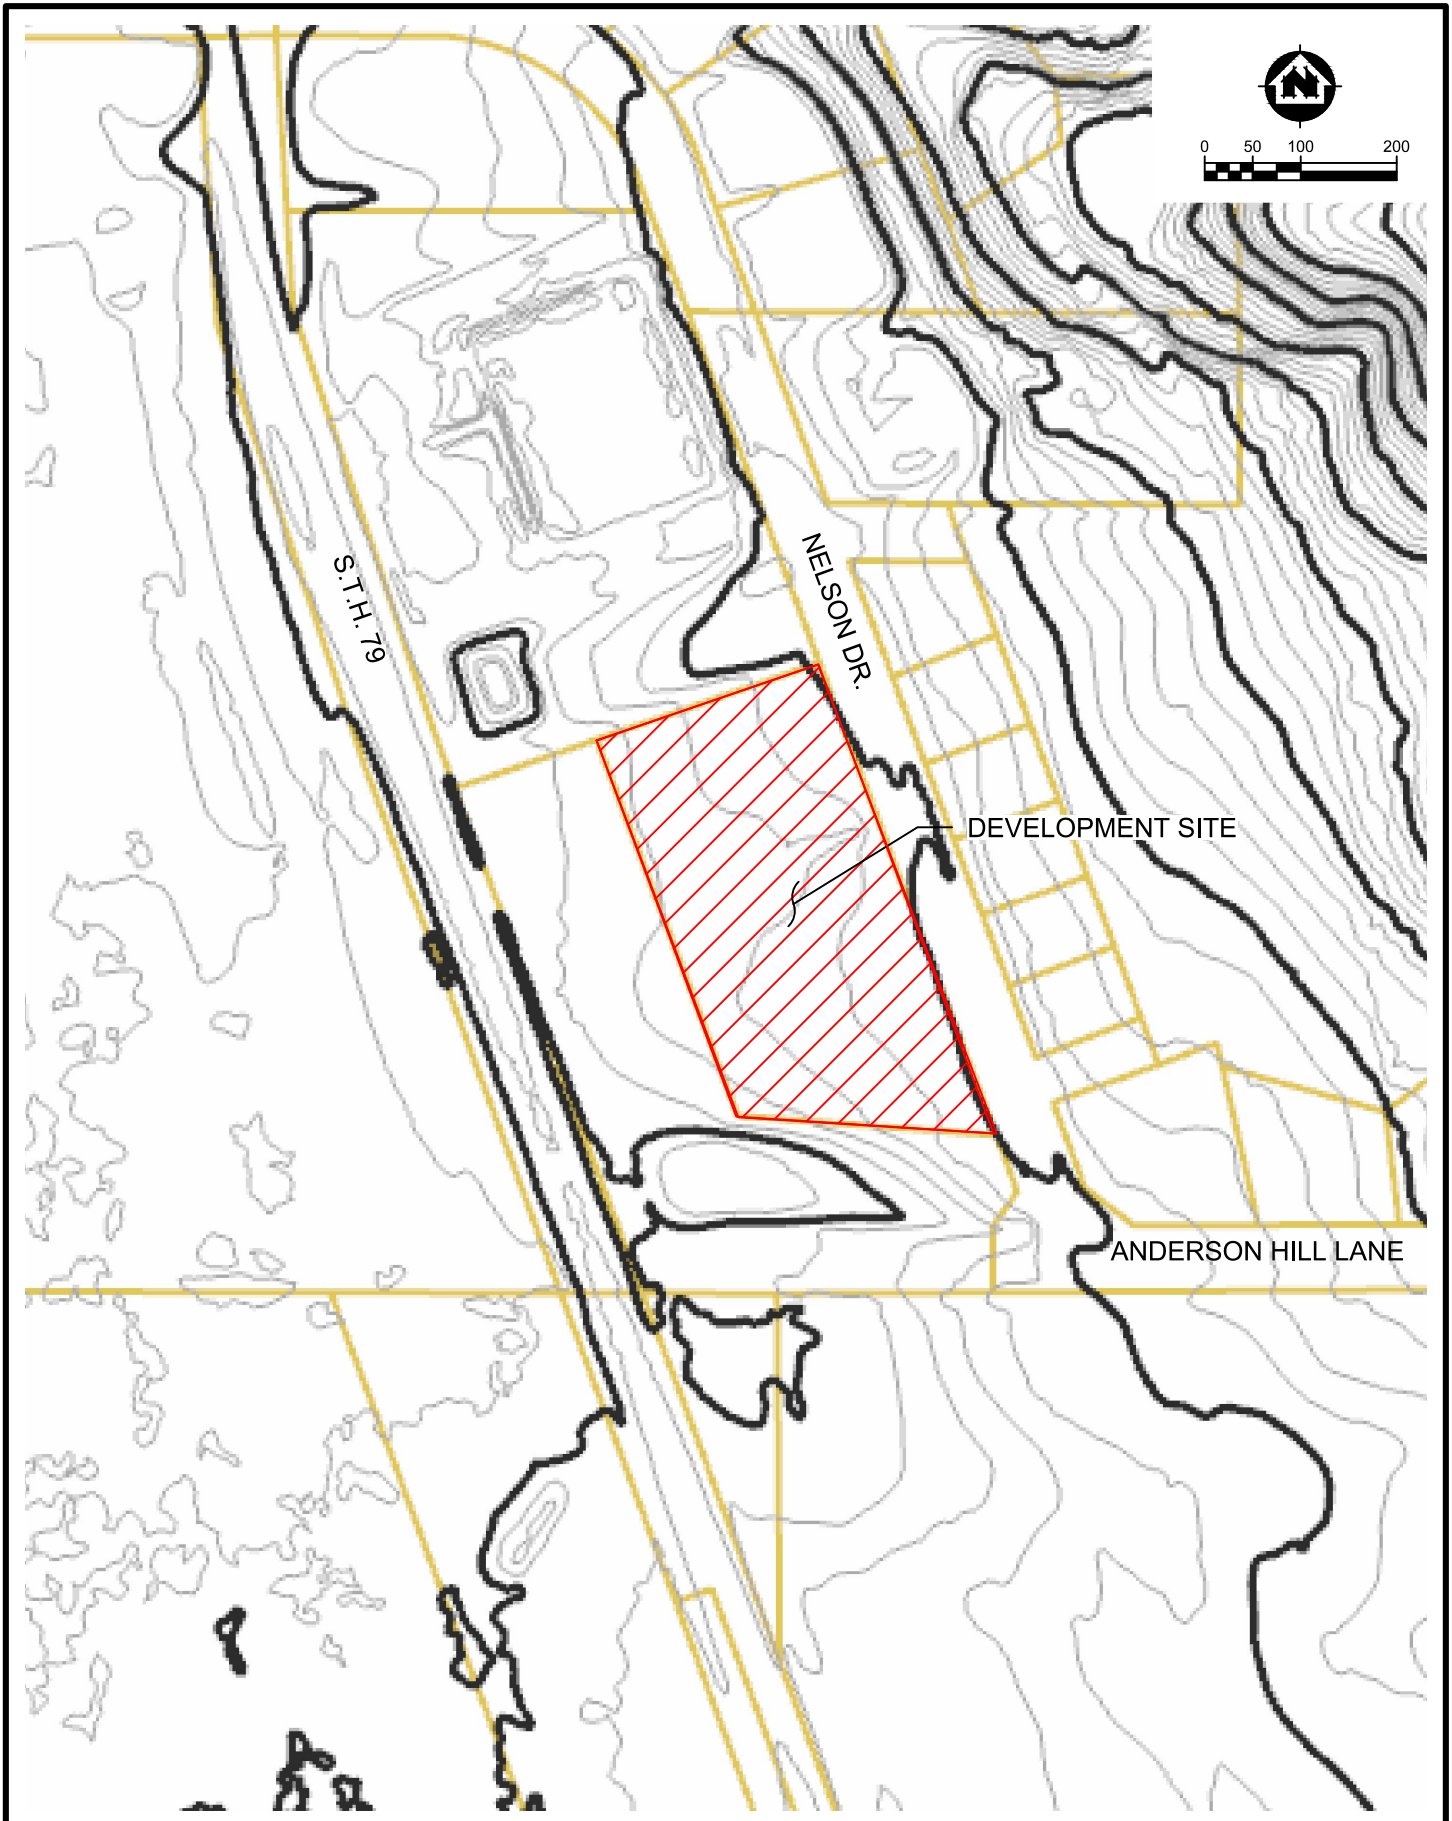 N
0 50 100 200
S.T.H. 79
NELSON DR.
DEVELOPMENT SITE
ANDERSON HILL LANE